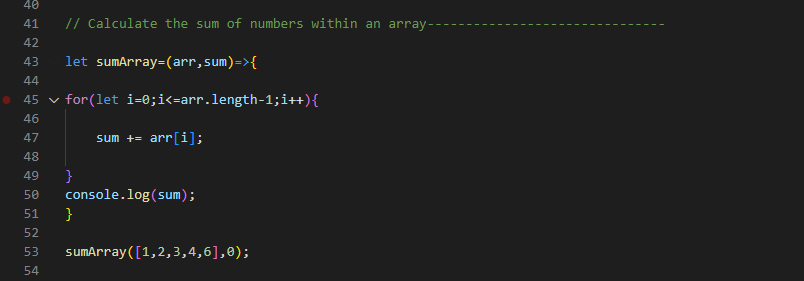 40
41 // Calculate the sum of numbers within an array-------------------------------
42
43 let sumArray=(arr,sum)=>{
44
45 for(let i=0;i<=arr.length-1;i++){
46
47 sum += arr[i];
48
49 }
50 console.log(sum);
51 }
52
53 sumArray([1,2,3,4,6],0);
54